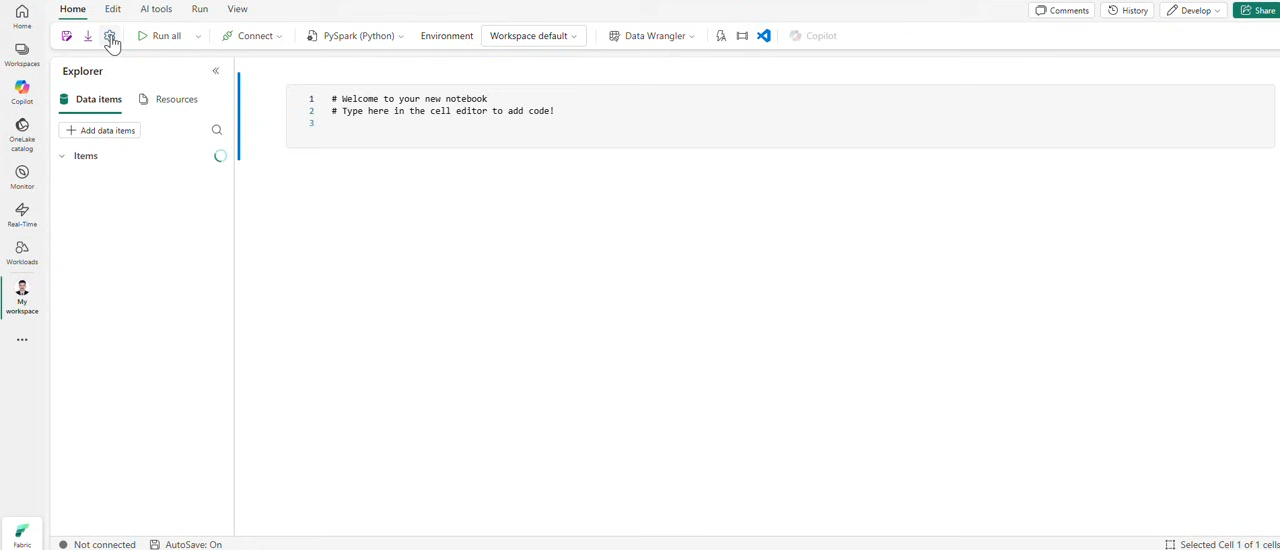 Home Edit AI tools Run View
Comments History Develop Share
Run all Connect PySpark (Python) Environment Workspace default Data Wrangler Copilot
Home
Workspaces
Copilot
OneLake
catalog
Monitor
Real-Time
Workloads
My
workspace
Fabric
Explorer
Data items Resources
Add data items
Items
1 # Welcome to your new notebook
2 # Type here in the cell editor to add code!
3
Not connected AutoSave: On Selected Cell 1 of 1 cells